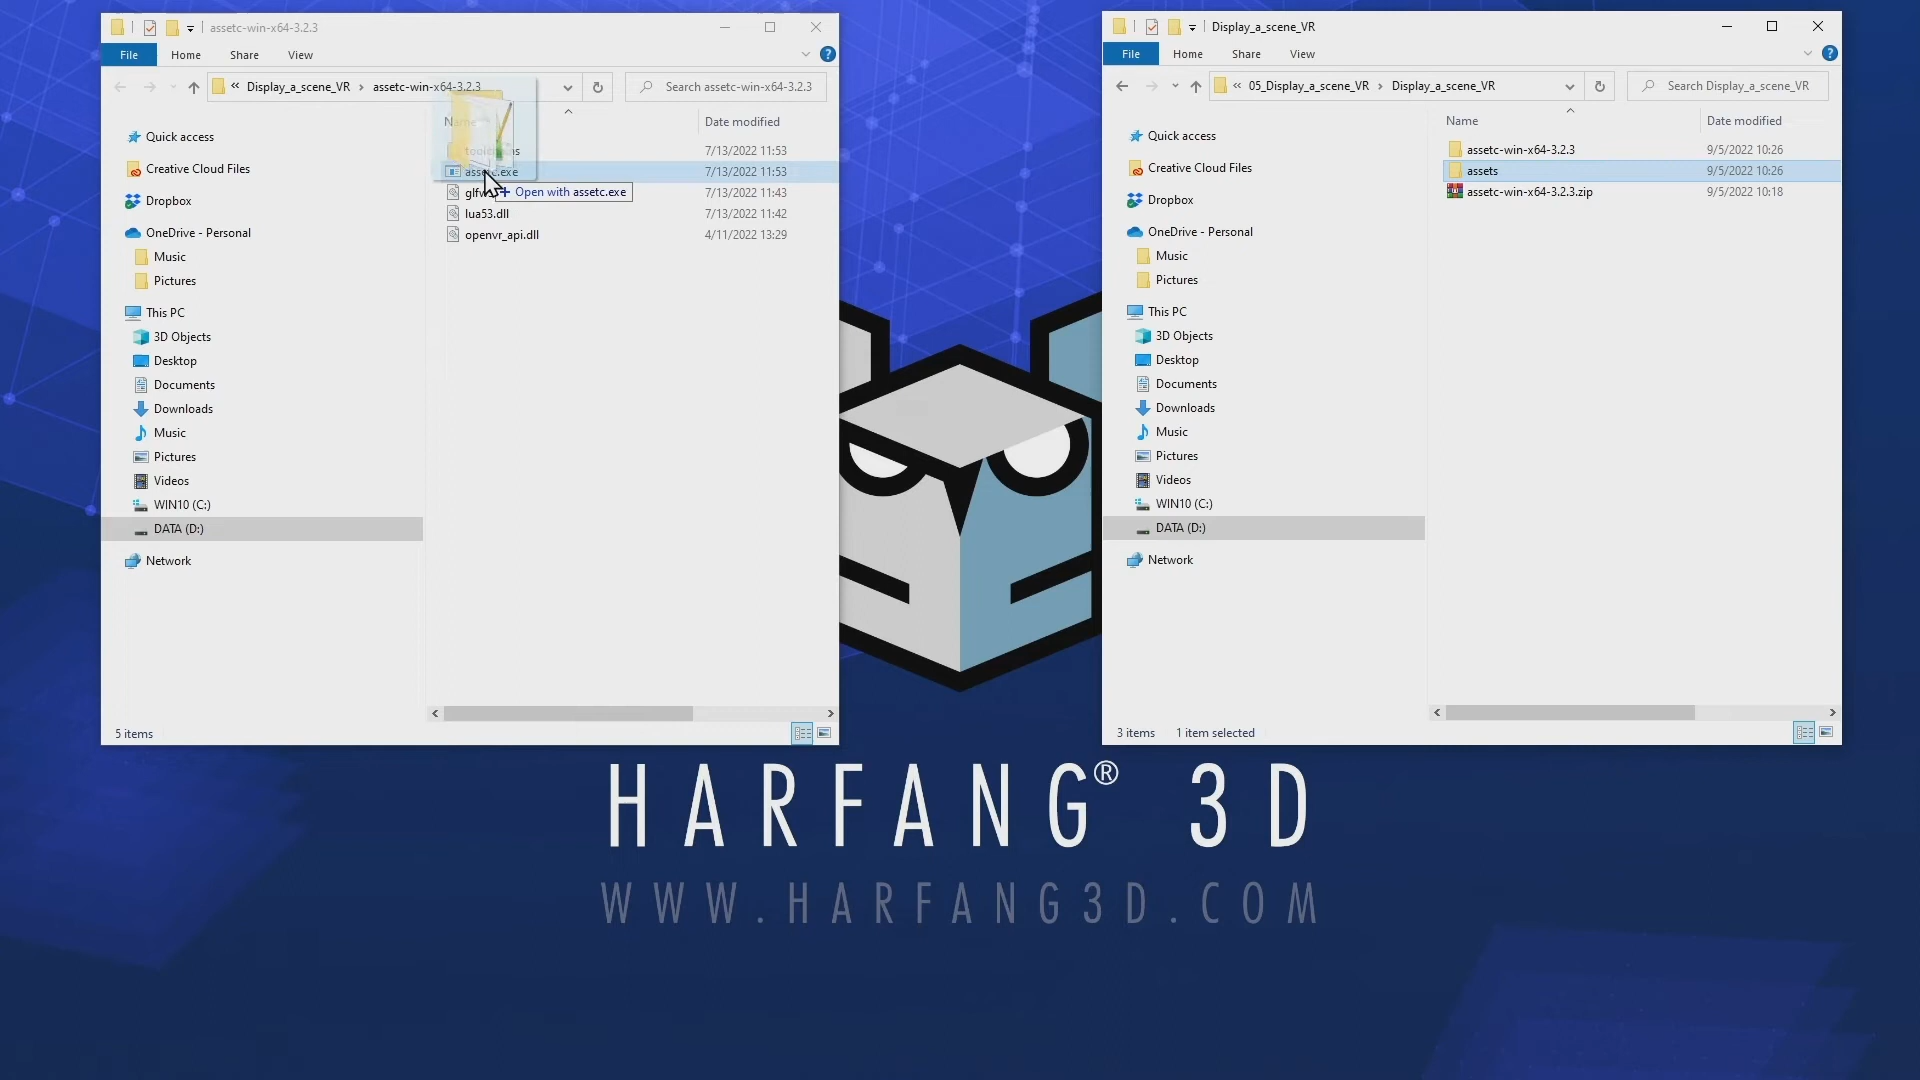 assetc-win-x64-3.2.3
File Home Share View
Display_a_scene_VR assetc-win-x64-3.2.3
Search assetc-win-x64-3.2.3
Name Date modified
Quick access
Creative Cloud Files
Dropbox
OneDrive - Personal
Music
Pictures
This PC
3D Objects
Desktop
Documents
Downloads
Music
Pictures
Videos
WIN10 (C:)
DATA (D:)
Network
7/13/2022 11:53
assetc.exe 7/13/2022 11:53
7/13/2022 11:43
+ Open with assetc.exe
lua53.dll 7/13/2022 11:42
openvr_api.dll 4/11/2022 13:29
5 items
Display_a_scene_VR
File Home Share View
05_Display_a_scene_VR Display_a_scene_VR
Search Display_a_scene_VR
Name Date modified
Quick access
Creative Cloud Files
Dropbox
OneDrive - Personal
Music
Pictures
This PC
3D Objects
Desktop
Documents
Downloads
Music
Pictures
Videos
WIN10 (C:)
DATA (D:)
Network
assetc-win-x64-3.2.3 9/5/2022 10:26
assets 9/5/2022 10:26
assetc-win-x64-3.2.3.zip 9/5/2022 10:18
3 items 1 item selected
HARFANG® 3D
WWW.HARFANG3D.COM